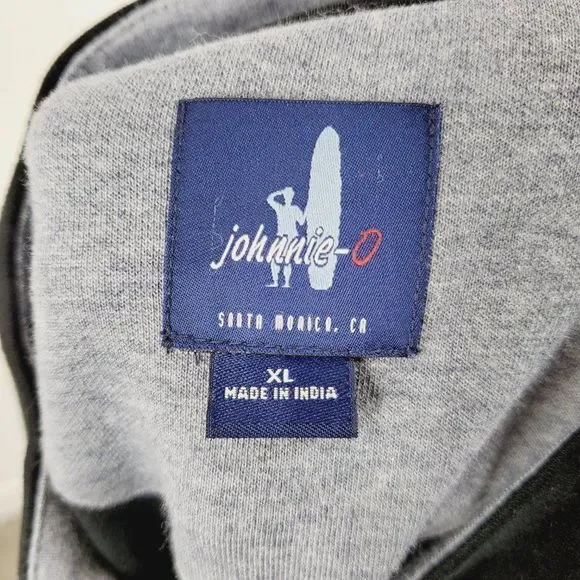 johnnie-O
SANTA MONICA, CA
XL
MADE IN INDIA